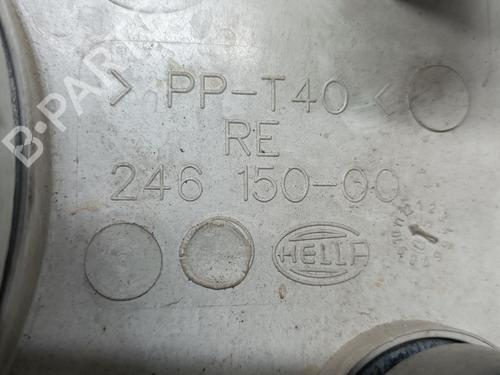 > PP-T40 <
RE
246 150-00
HELLA
B-PARTS